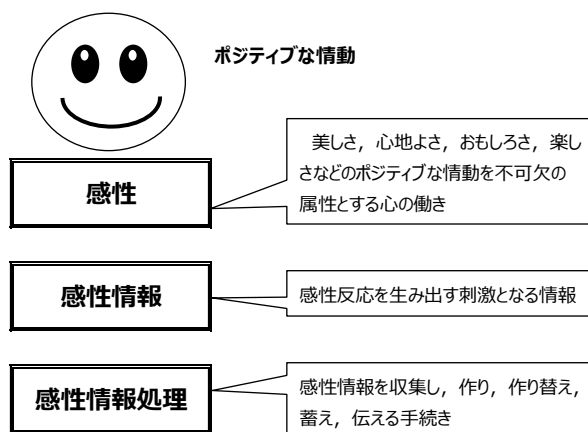 ポジティブな情動
感性
美しさ，心地よさ，おもしろさ，楽し
さなどのポジティブな情動を不可欠の
属性とする心の働き
感性情報
感性反応を生み出す刺激となる情報
感性情報処理
感性情報を収集し，作り，作り替え，
蓄え，伝える手続き